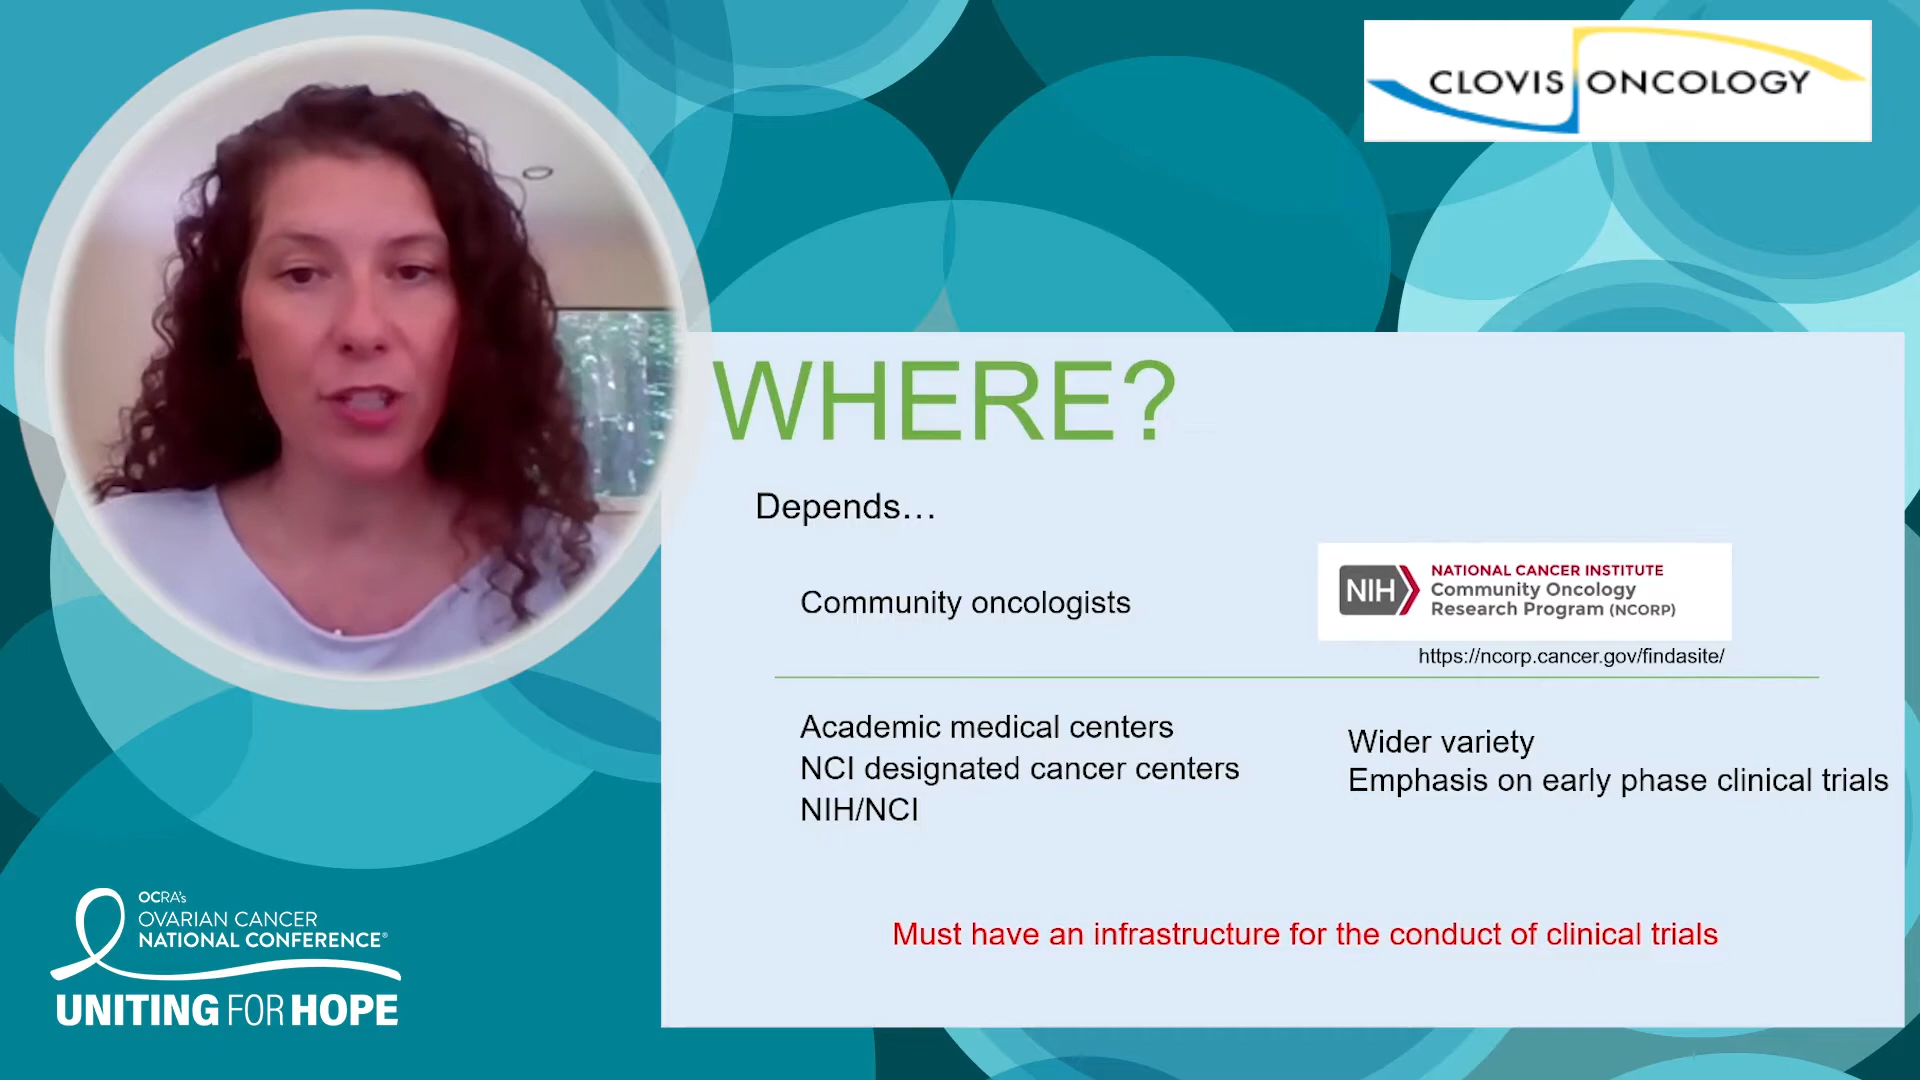 CLOVIS ONCOLOGY
WHERE?
Depends…
Community oncologists
NIH
NATIONAL CANCER INSTITUTE
Community Oncology
Research Program (NCORP)
https://ncorp.cancer.gov/findasite/
Academic medical centers
NCI designated cancer centers
NIH/NCI
Wider variety
Emphasis on early phase clinical trials
Must have an infrastructure for the conduct of clinical trials
OCRA's
OVARIAN CANCER
NATIONAL CONFERENCE®
UNITING FOR HOPE